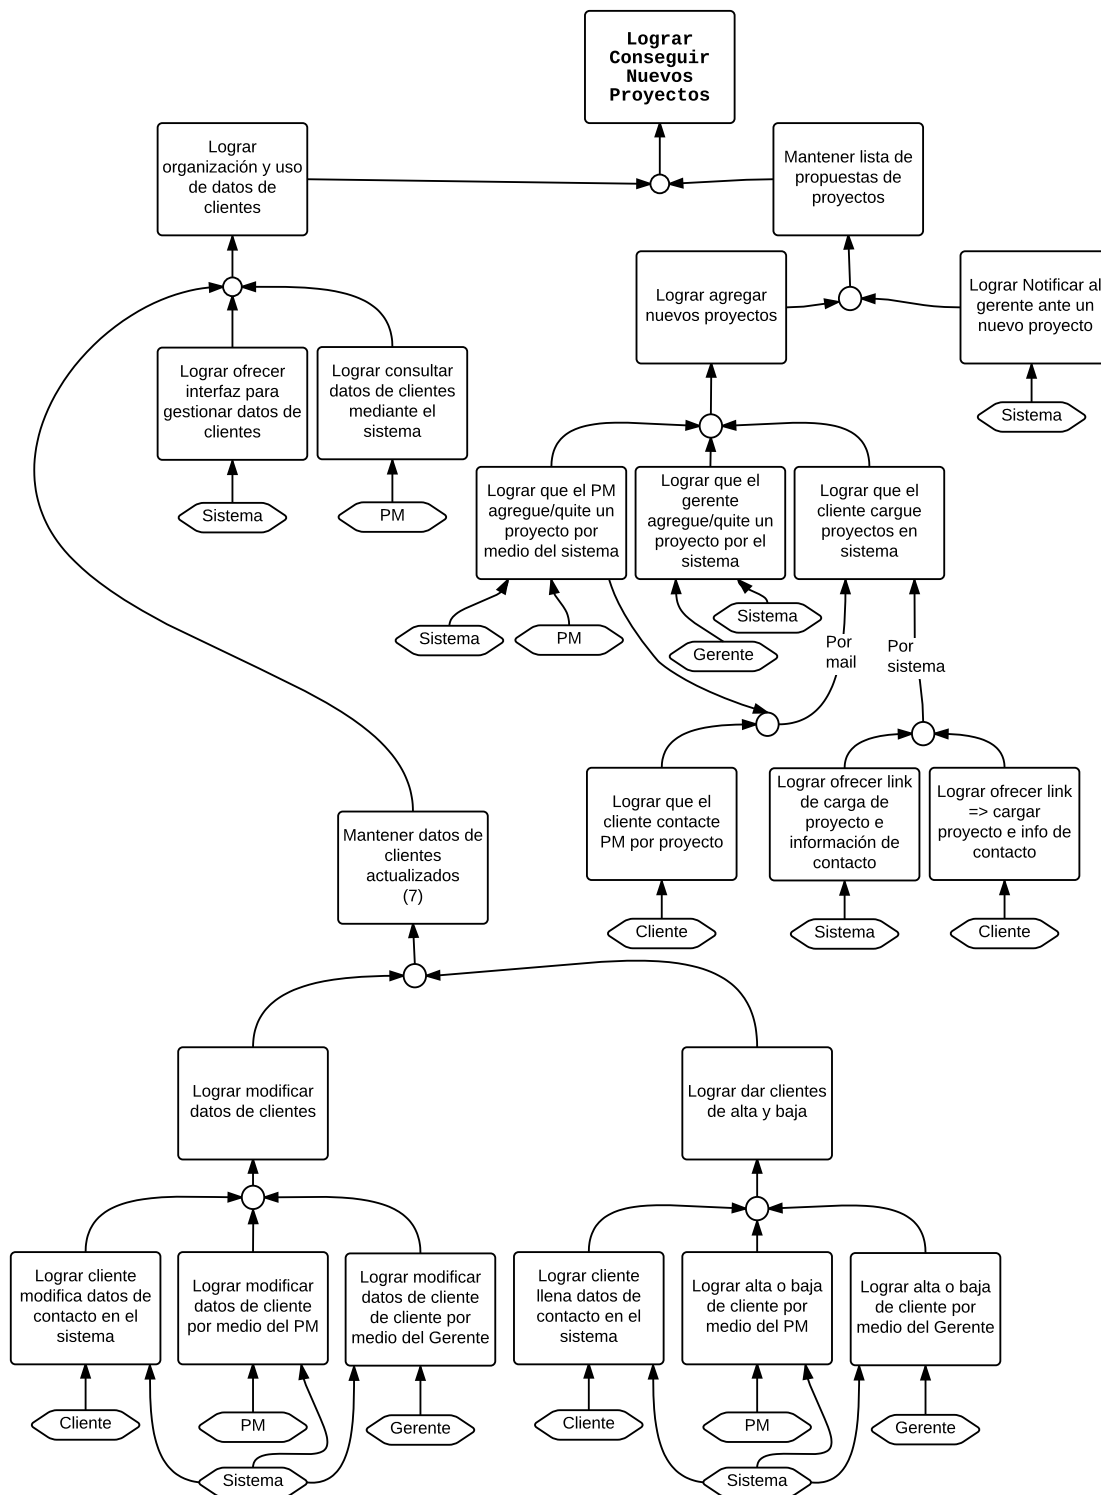 Lograr
Conseguir
Nuevos
Proyectos
Lograr
organización y uso
de datos de
clientes
Mantener lista de
propuestas de
proyectos
Lograr agregar
nuevos proyectos
Lograr Notificar al
gerente ante un
nuevo proyecto
Sistema
Lograr ofrecer
interfaz para
gestionar datos de
clientes
Lograr consultar
datos de clientes
mediante el
sistema
Sistema
PM
Lograr que el PM
agregue/quite un
proyecto por
medio del sistema
Lograr que el
gerente
agregue/quite un
proyecto por el
sistema
Lograr que el
cliente cargue
proyectos en
sistema
Sistema
PM
Gerente
Sistema
Por
mail
Por
sistema
Lograr que el
cliente contacte
PM por proyecto
Lograr ofrecer link
de carga de
proyecto e
información de
contacto
Lograr ofrecer link
=> cargar
proyecto e info de
contacto
Cliente
Sistema
Cliente
Mantener datos de
clientes
actualizados
(7)
Lograr modificar
datos de clientes
Lograr dar clientes
de alta y baja
Lograr cliente
modifica datos de
contacto en el
sistema
Lograr modificar
datos de cliente
por medio del PM
Lograr modificar
datos de cliente
de cliente por
medio del Gerente
Lograr cliente
llena datos de
contacto en el
sistema
Lograr alta o baja
de cliente por
medio del PM
Lograr alta o baja
de cliente por
medio del Gerente
Cliente
PM
Gerente
Sistema
Cliente
PM
Gerente
Sistema